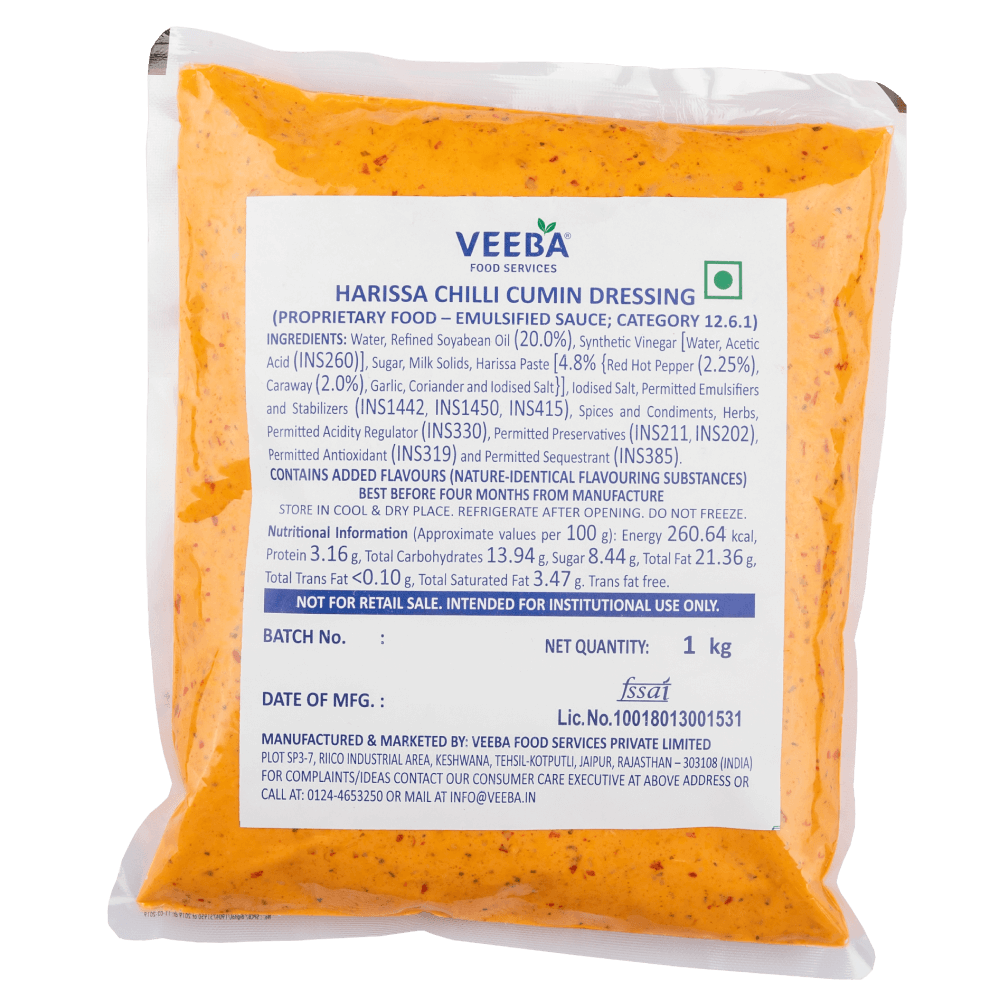 VEEBA®
FOOD SERVICES
HARISSA CHILLI CUMIN DRESSING
(PROPRIETARY FOOD – EMULSIFIED SAUCE; CATEGORY 12.6.1)
INGREDIENTS: Water, Refined Soyabean Oil (20.0%), Synthetic Vinegar [Water, Acetic
Acid (INS260)], Sugar, Milk Solids, Harissa Paste [4.8% {Red Hot Pepper (2.25%),
Caraway (2.0%), Garlic, Coriander and Iodised Salt}], Iodised Salt, Permitted Emulsifiers
and Stabilizers (INS1442, INS1450, INS415), Spices and Condiments, Herbs,
Permitted Acidity Regulator (INS330), Permitted Preservatives (INS211, INS202),
Permitted Antioxidant (INS319) and Permitted Sequestrant (INS385).
CONTAINS ADDED FLAVOURS (NATURE-IDENTICAL FLAVOURING SUBSTANCES)
BEST BEFORE FOUR MONTHS FROM MANUFACTURE
STORE IN COOL & DRY PLACE. REFRIGERATE AFTER OPENING. DO NOT FREEZE.
Nutritional Information (Approximate values per 100 g): Energy 260.64 kcal,
Protein 3.16 g, Total Carbohydrates 13.94 g, Sugar 8.44 g, Total Fat 21.36 g,
Total Trans Fat <0.10 g, Total Saturated Fat 3.47 g. Trans fat free.
NOT FOR RETAIL SALE. INTENDED FOR INSTITUTIONAL USE ONLY.
BATCH No. :
NET QUANTITY: 1 kg
fssai
DATE OF MFG. :
Lic.No.10018013001531
MANUFACTURED & MARKETED BY: VEEBA FOOD SERVICES PRIVATE LIMITED
PLOT SP3-7, RIICO INDUSTRIAL AREA, KESHWANA, TEHSIL-KOTPUTLI, JAIPUR, RAJASTHAN – 303108 (INDIA)
FOR COMPLAINTS/IDEAS CONTACT OUR CONSUMER CARE EXECUTIVE AT ABOVE ADDRESS OR
CALL AT: 0124-4653250 OR MAIL AT INFO@VEEBA.IN